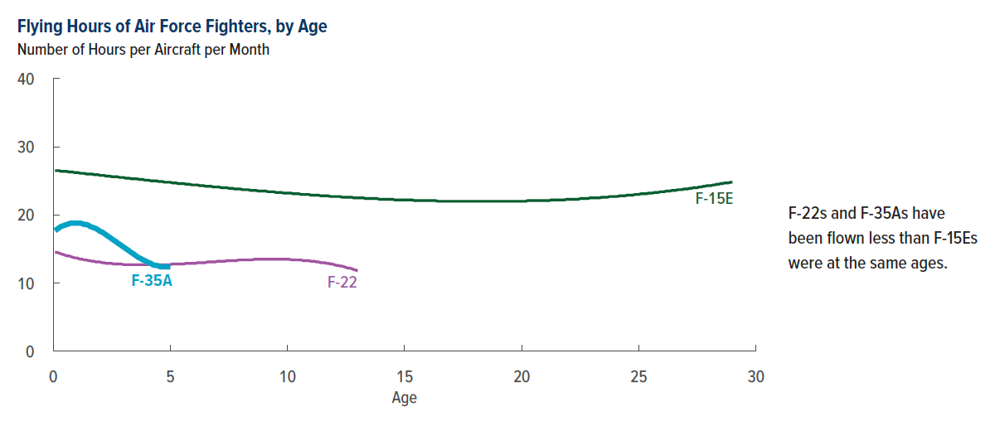 Flying Hours of Air Force Fighters, by Age
Number of Hours per Aircraft per Month
40
30
20
10
0
F-15E
F-35A
F-22
F-22s and F-35As have
been flown less than F-15Es
were at the same ages.
0 5 10 15 20 25 30
Age